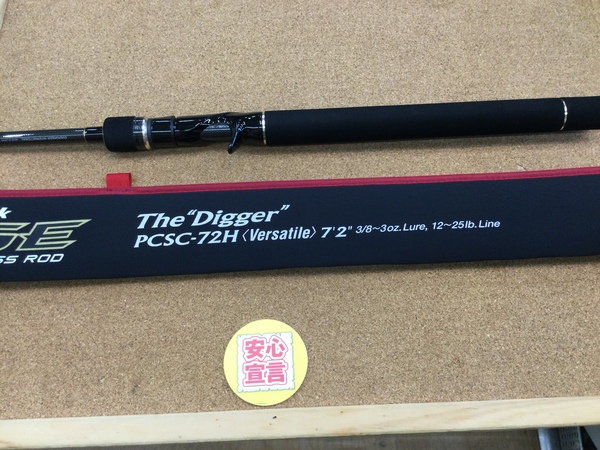 The "Digger"
PCSC-72H〈Versatile〉7'2" 3/8~3oz.Lure, 12~25lb.Line
安心
宣言